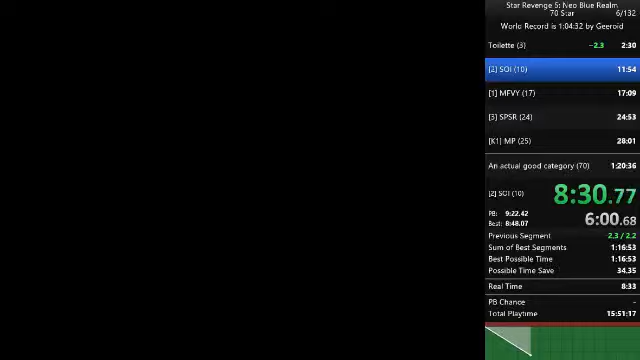 Star Revenge 5: Neo Blue Realm
70 Star 6/132
World Record is 1:04:32 by Geeroid
Toilette (3) −2.3 2:30
[2] SOI (10) 11:54
[1] MFVY (17) 17:09
[3] SPSR (24) 24:53
[K1] MP (25) 28:01
An actual good category (70) 1:20:36
[2] SOI (10) 8:30.77
PB: 9:22.42
Best: 8:48.07 6:00.68
Previous Segment 2.3 / 2.2
Sum of Best Segments 1:16:53
Best Possible Time 1:16:53
Possible Time Save 34.35
Real Time 8:33
PB Chance -
Total Playtime 15:51:17